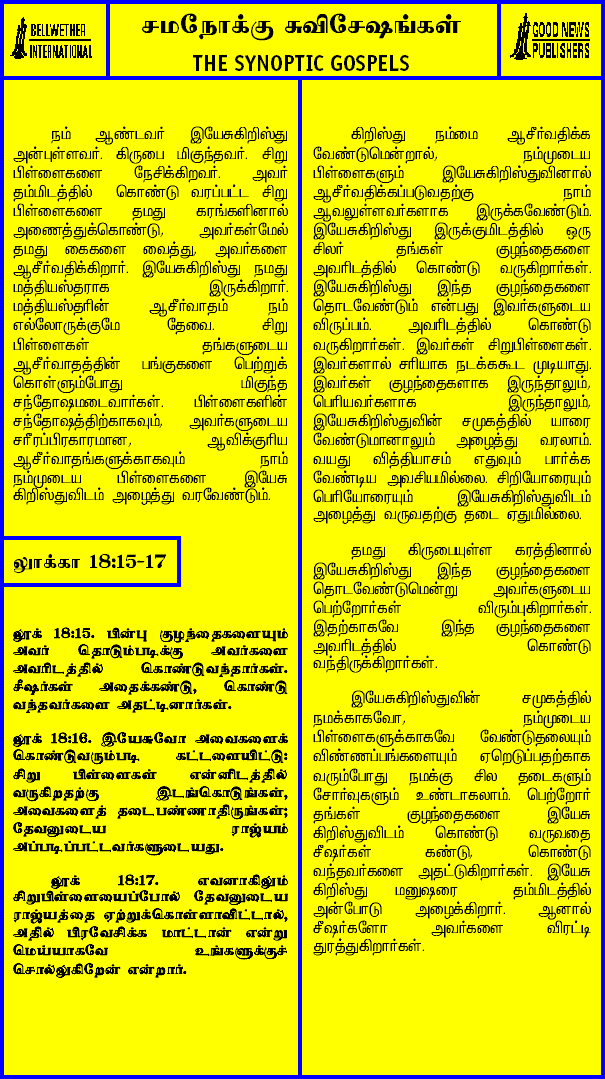 BELLWETHER
INTERNATIONAL
சமநோக்கு சுவிசேஷங்கள்
THE SYNOPTIC GOSPELS
GOOD NEWS
PUBLISHERS
நம் ஆண்டவர் இயேசுகிறிஸ்து
அன்புள்ளவர். கிருபை மிகுந்தவர். சிறு
பிள்ளைகளை நேசிக்கிறவர். அவர்
தம்மிடத்தில் கொண்டு வரப்பட்ட சிறு
பிள்ளைகளை தமது கரங்களினால்
அணைத்துக்கொண்டு, அவர்கள்மேல்
தமது கைகளை வைத்து, அவர்களை
ஆசீர்வதிக்கிறார். இயேசுகிறிஸ்து நமது
மத்தியஸ்தராக இருக்கிறார்.
மத்தியஸ்தரின் ஆசீர்வாதம் நம்
எல்லோருக்குமே தேவை. சிறு
பிள்ளைகள் தங்களுடைய
ஆசீர்வாதத்தின் பங்குகளை பெற்றுக்
கொள்ளும்போது மிகுந்த
சந்தோஷமடைவார்கள். பிள்ளைகளின்
சந்தோஷத்திற்காகவும், அவர்களுடைய
சரீரப்பிரகாரமான, ஆவிக்குரிய
ஆசீர்வாதங்களுக்காகவும் நாம்
நம்முடைய பிள்ளைகளை இயேசு
கிறிஸ்துவிடம் அழைத்து வரவேண்டும்.
லூக்கா 18:15-17
லூக் 18:15. பின்பு குழந்தைகளையும்
அவர் தொடும்படிக்கு அவர்களை
அவரிடத்தில் கொண்டுவந்தார்கள்.
சீஷர்கள் அதைக்கண்டு, கொண்டு
வந்தவர்களை அதட்டினார்கள்.
லூக் 18:16. இயேசுவோ அவைகளைக்
கொண்டுவரும்படி கட்டளையிட்டு:
சிறு பிள்ளைகள் என்னிடத்தில்
வருகிறதற்கு இடங்கொடுங்கள்,
அவைகளைத் தடைபண்ணாதிருங்கள்;
தேவனுடைய ராஜ்யம்
அப்படிப்பட்டவர்களுடையது.
லூக் 18:17. எவனாகிலும்
சிறுபிள்ளையைப்போல் தேவனுடைய
ராஜ்யத்தை ஏற்றுக்கொள்ளாவிட்டால்,
அதில் பிரவேசிக்க மாட்டான் என்று
மெய்யாகவே உங்களுக்குச்
சொல்லுகிறேன் என்றார்.
கிறிஸ்து நம்மை ஆசீர்வதிக்க
வேண்டுமென்றால், நம்முடைய
பிள்ளைகளும் இயேசுகிறிஸ்துவினால்
ஆசீர்வதிக்கப்படுவதற்கு நாம்
ஆவலுள்ளவர்களாக இருக்கவேண்டும்.
இயேசுகிறிஸ்து இருக்குமிடத்தில் ஒரு
சிலர் தங்கள் குழந்தைகளை
அவரிடத்தில் கொண்டு வருகிறார்கள்.
இயேசுகிறிஸ்து இந்த குழந்தைகளை
தொடவேண்டும் என்பது இவர்களுடைய
விருப்பம். அவரிடத்தில் கொண்டு
வருகிறார்கள். இவர்கள் சிறுபிள்ளைகள்.
இவர்களால் சரியாக நடக்ககூட முடியாது.
இவர்கள் குழந்தைகளாக இருந்தாலும்,
பெரியவர்களாக இருந்தாலும்,
இயேசுகிறிஸ்துவின் சமுகத்தில் யாரை
வேண்டுமானாலும் அழைத்து வரலாம்.
வயது வித்தியாசம் எதுவும் பார்க்க
வேண்டிய அவசியமில்லை. சிறியோரையும்
பெரியோரையும் இயேசுகிறிஸ்துவிடம்
அழைத்து வருவதற்கு தடை ஏதுமில்லை.
தமது கிருபையுள்ள கரத்தினால்
இயேசுகிறிஸ்து இந்த குழந்தைகளை
தொடவேண்டுமென்று அவர்களுடைய
பெற்றோர்கள் விரும்புகிறார்கள்.
இதற்காகவே இந்த குழந்தைகளை
அவரிடத்தில் கொண்டு
வந்திருக்கிறார்கள்.
இயேசுகிறிஸ்துவின் சமுகத்தில்
நமக்காகவோ, நம்முடைய
பிள்ளைகளுக்காகவே வேண்டுதலையும்
விண்ணப்பங்களையும் ஏறெடுப்பதற்காக
வரும்போது நமக்கு சில தடைகளும்
சோர்வுகளும் உண்டாகலாம். பெற்றோர்
தங்கள் குழந்தைகளை இயேசு
கிறிஸ்துவிடம் கொண்டு வருவதை
சீஷர்கள் கண்டு, கொண்டு
வந்தவர்களை அதட்டுகிறார்கள். இயேசு
கிறிஸ்து மனுஷரை தம்மிடத்தில்
அன்போடு அழைக்கிறார். ஆனால்
சீஷர்களோ அவர்களை விரட்டி
துரத்துகிறார்கள்.